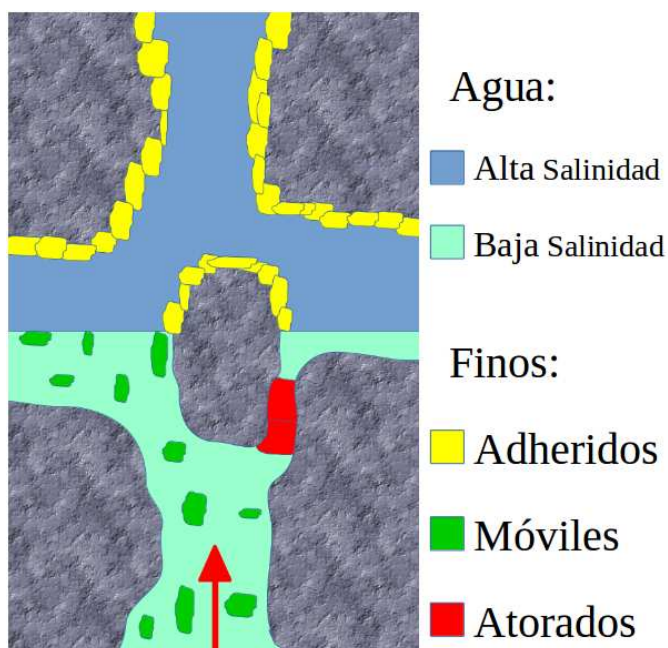 Agua:
Alta Salinidad
Baja Salinidad
Finos:
Adheridos
Móviles
Atorados